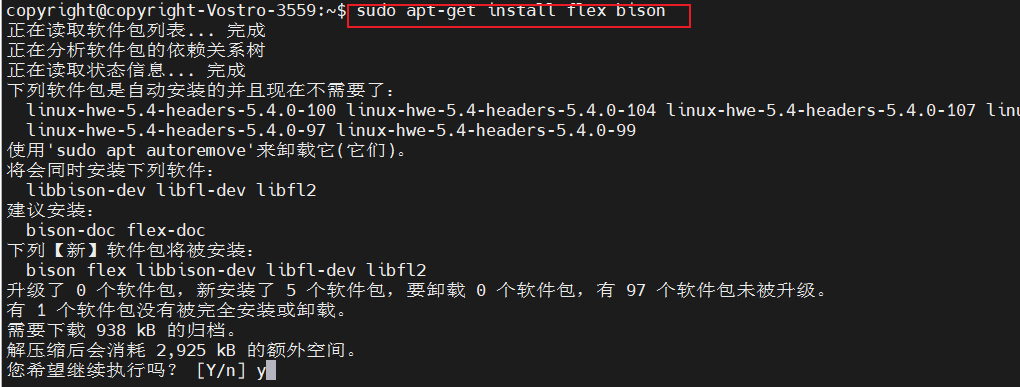 copyright@copyright-Vostro-3559:~$ sudo apt-get install flex bison
正在读取软件包列表... 完成
正在分析软件包的依赖关系树
正在读取状态信息... 完成
下列软件包是自动安装的并且现在不需要了：
linux-hwe-5.4-headers-5.4.0-100 linux-hwe-5.4-headers-5.4.0-104 linux-hwe-5.4-headers-5.4.0-107
linux-hwe-5.4-headers-5.4.0-97 linux-hwe-5.4-headers-5.4.0-99
使用'sudo apt autoremove'来卸载它(它们)。
将会同时安装下列软件：
libbison-dev libfl-dev libfl2
建议安装：
bison-doc flex-doc
下列【新】软件包将被安装：
bison flex libbison-dev libfl-dev libfl2
升级了 0 个软件包，新安装了 5 个软件包，要卸载 0 个软件包，有 97 个软件包未被升级。
有 1 个软件包没有被完全安装或卸载。
需要下载 938 kB 的归档。
解压缩后会消耗 2,925 kB 的额外空间。
您希望继续执行吗？ [Y/n] y